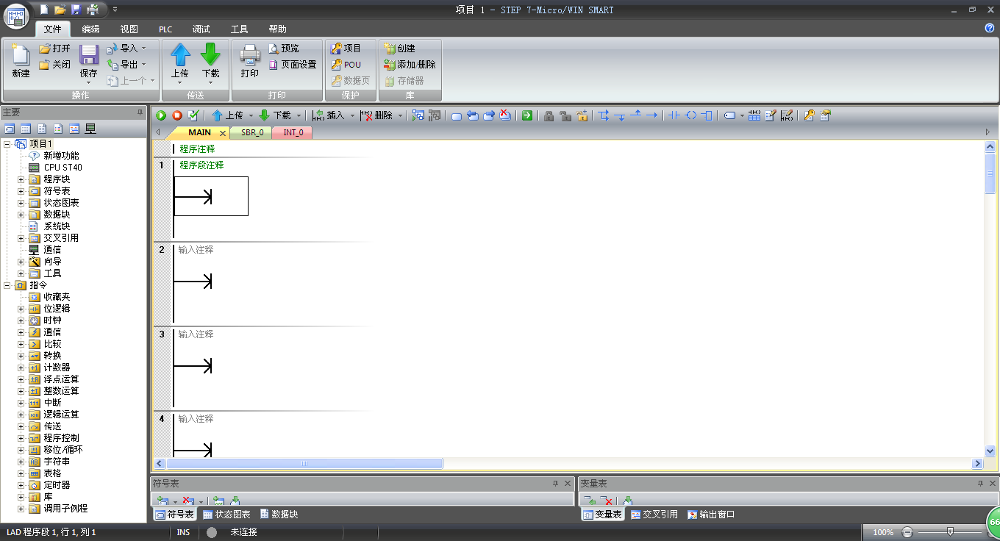 项目 1 - STEP 7-Micro/WIN SMART
文件 编辑 视图 PLC 调试 工具 帮助
新建 打开 关闭 保存 导入 导出 上一个
操作
上传 下载
传送
打印 预览 页面设置
打印
项目 POU 数据页
保护
创建 添加/删除 存储器
库
主要
项目1
新增功能
CPU ST40
程序块
符号表
状态图表
数据块
系统块
交叉引用
通信
向导
工具
指令
收藏夹
位逻辑
时钟
通信
比较
转换
计数器
浮点运算
整数运算
中断
逻辑运算
传送
程序控制
移位/循环
字符串
表格
定时器
库
调用子例程
上传 下载 插入 删除
MAIN SBR_0 INT_0
程序注释
1 程序段注释
2 输入注释
3 输入注释
4 输入注释
符号表
符号表 状态图表 数据块
变量表
变量表 交叉引用 输出窗口
LAD 程序段 1, 行 1, 列 1 INS 未连接 100%
66